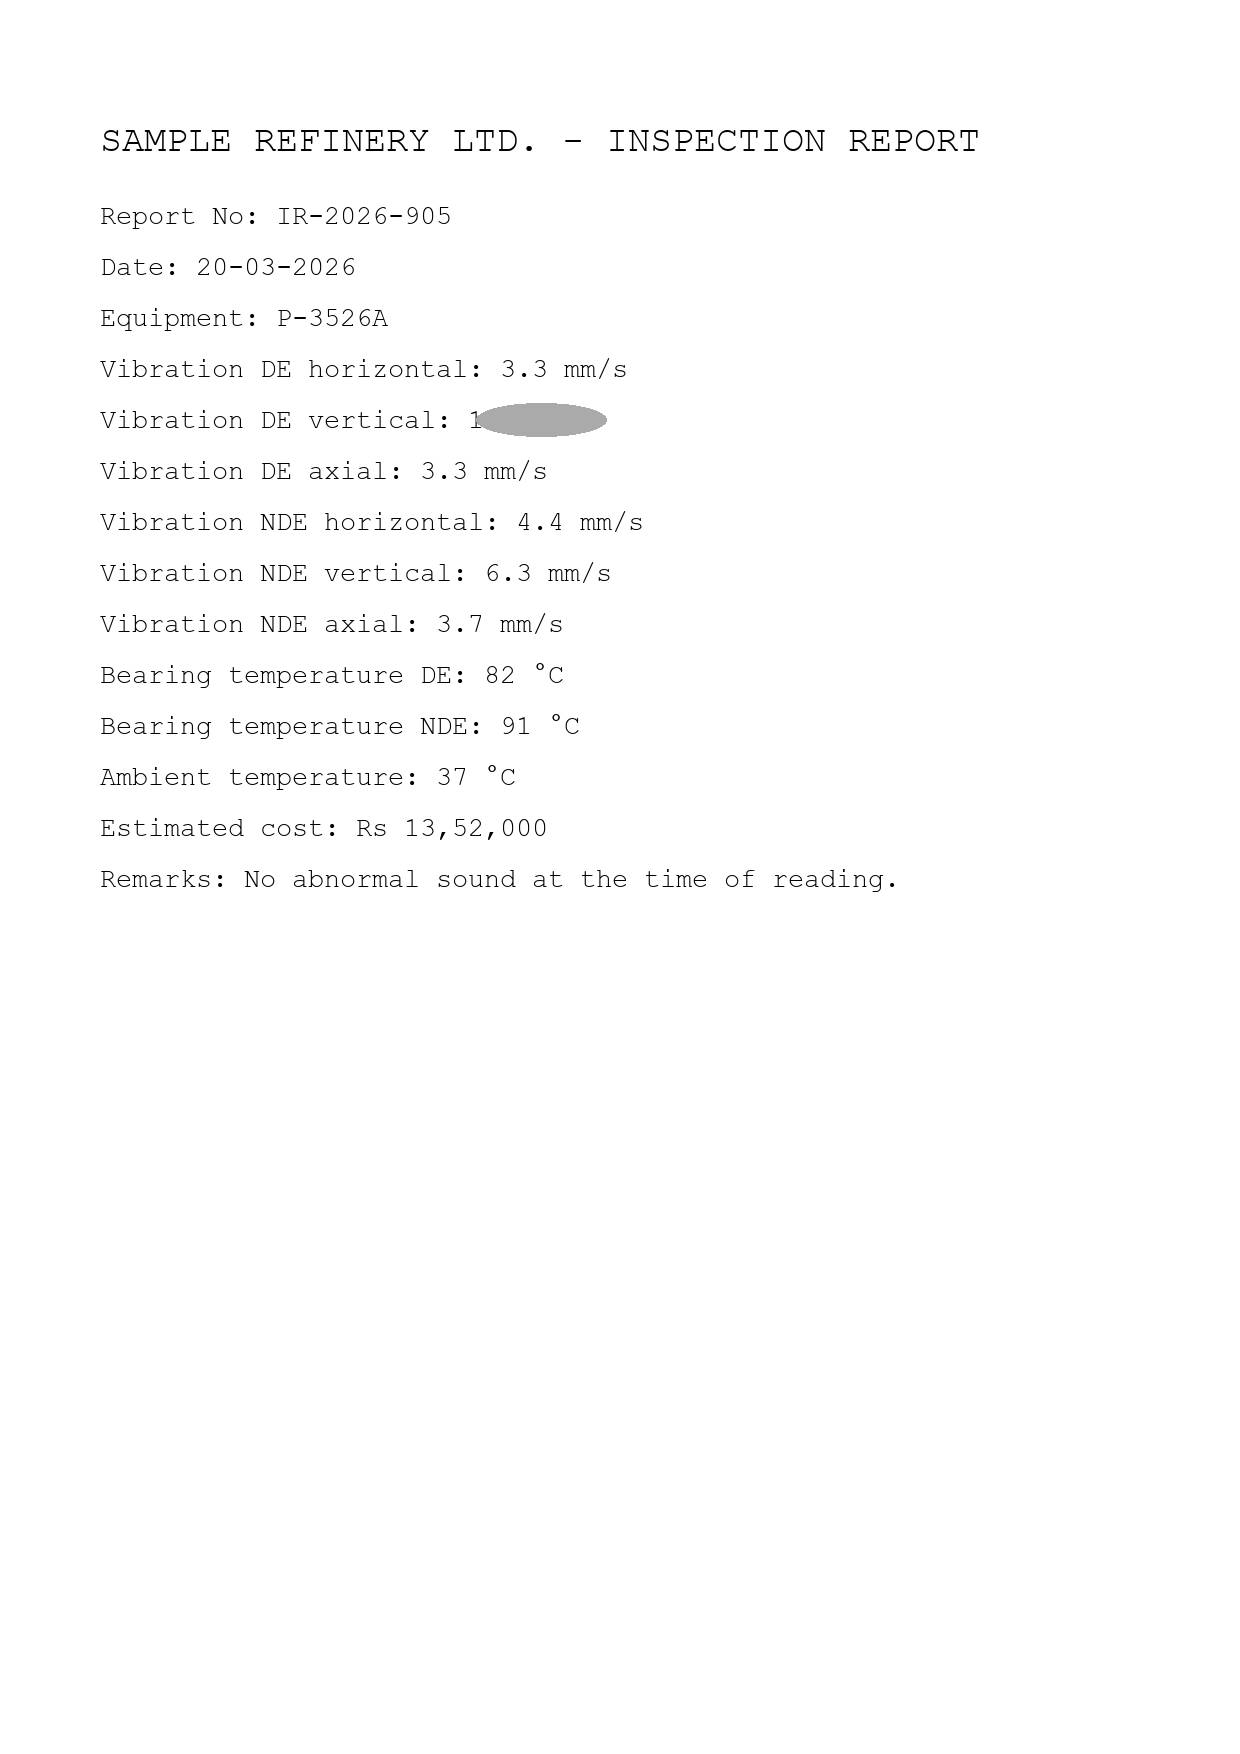 SAMPLE REFINERY LTD. - INSPECTION REPORT
Report No: IR-2026-905
Date: 20-03-2026
Equipment: P-3526A
Vibration DE horizontal: 3.3 mm/s
Vibration DE vertical:
Vibration DE axial: 3.3 mm/s
Vibration NDE horizontal: 4.4 mm/s
Vibration NDE vertical: 6.3 mm/s
Vibration NDE axial: 3.7 mm/s
Bearing temperature DE: 82 °C
Bearing temperature NDE: 91 °C
Ambient temperature: 37 °C
Estimated cost: Rs 13,52,000
Remarks: No abnormal sound at the time of reading.